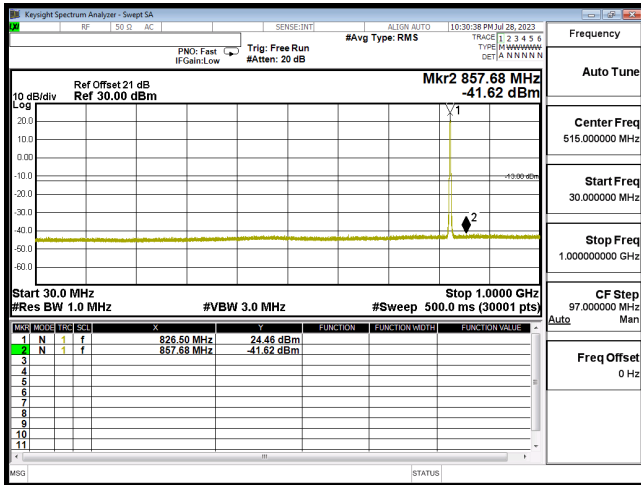 Keysight Spectrum Analyzer - Swept SA
LXI RF 50 Ω AC SENSE:INT ALIGN AUTO 10:30:38 PM Jul 28, 2023
Frequency
#Avg Type: RMS
TRACE 1 2 3 4 5 6
TYPE M WWWWW
DET A N N N N N
PNO: Fast
IFGain:Low
Trig: Free Run
#Atten: 20 dB
Auto Tune
Mkr2 857.68 MHz
-41.62 dBm
Ref Offset 21 dB
Ref 30.00 dBm
10 dB/div
Log
20.0
10.0
0.00
-10.0
-20.0
-30.0
-40.0
-50.0
-60.0
1
-13.00 dBm
2
Center Freq
515.000000 MHz
Start Freq
30.000000 MHz
Stop Freq
1.000000000 GHz
CF Step
97.000000 MHz
Auto Man
Freq Offset
0 Hz
Start 30.0 MHz Stop 1.0000 GHz
#Res BW 1.0 MHz #VBW 3.0 MHz #Sweep 500.0 ms (30001 pts)
MKR MODE TRC SCL X Y FUNCTION FUNCTION WIDTH FUNCTION VALUE
1 N 1 f 826.50 MHz 24.46 dBm
2 N 1 f 857.68 MHz -41.62 dBm
3
4
5
6
7
8
9
10
11
MSG STATUS